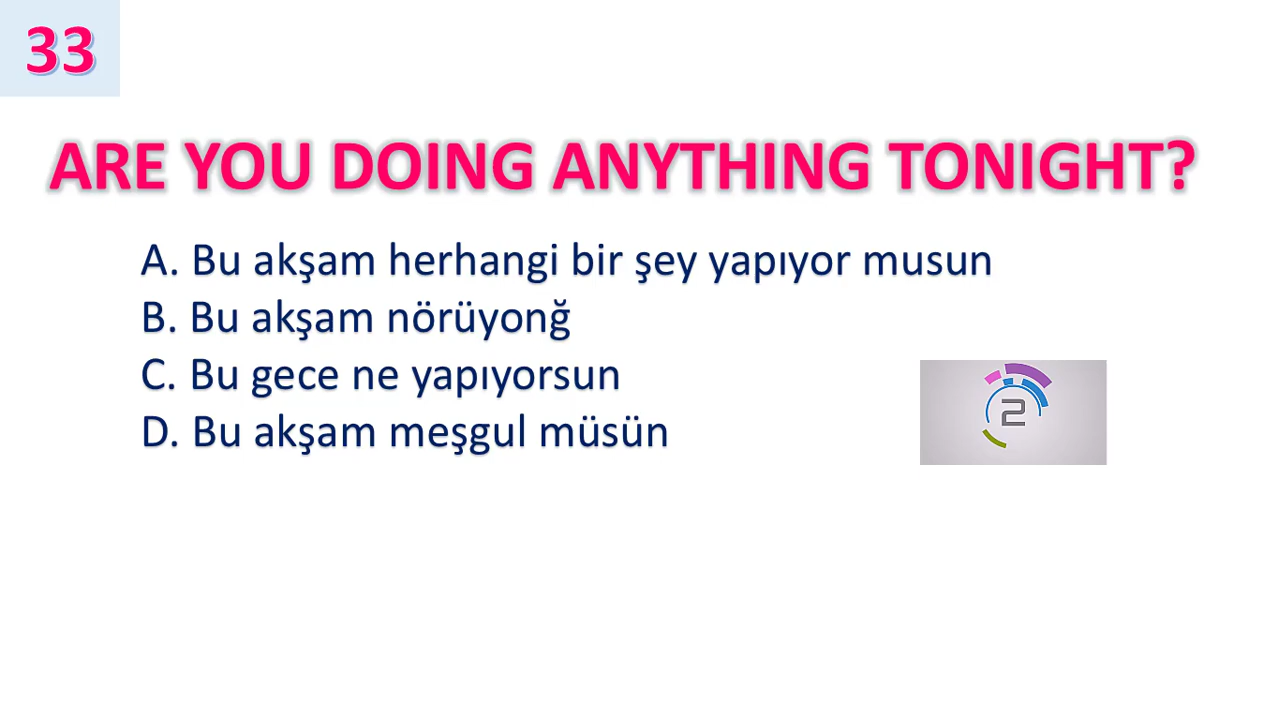 33
ARE YOU DOING ANYTHING TONIGHT?
A. Bu akşam herhangi bir şey yapıyor musun
B. Bu akşam nörüyonğ
C. Bu gece ne yapıyorsun
D. Bu akşam meşgul müsün
2